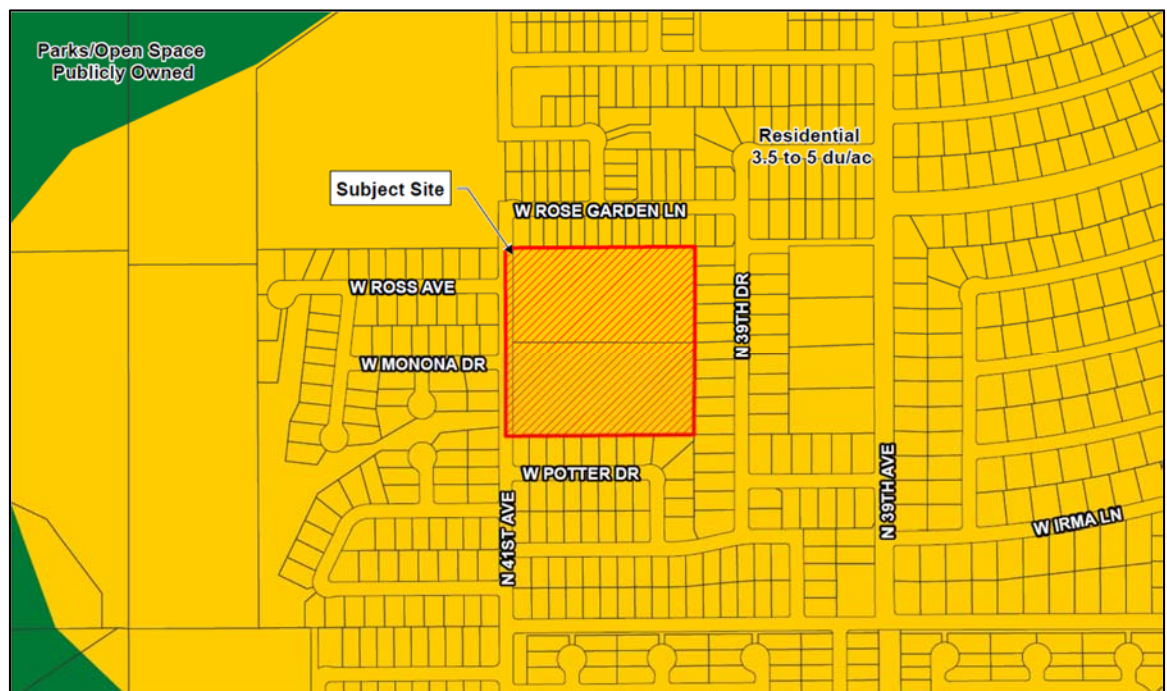 Parks/Open Space
Publicly Owned
Residential
3.5 to 5 du/ac
Subject Site
W ROSE GARDEN LN
W ROSS AVE
N 39TH DR
W MONONA DR
W POTTER DR
N 39TH AVE
N 41ST AVE
W IRMA LN